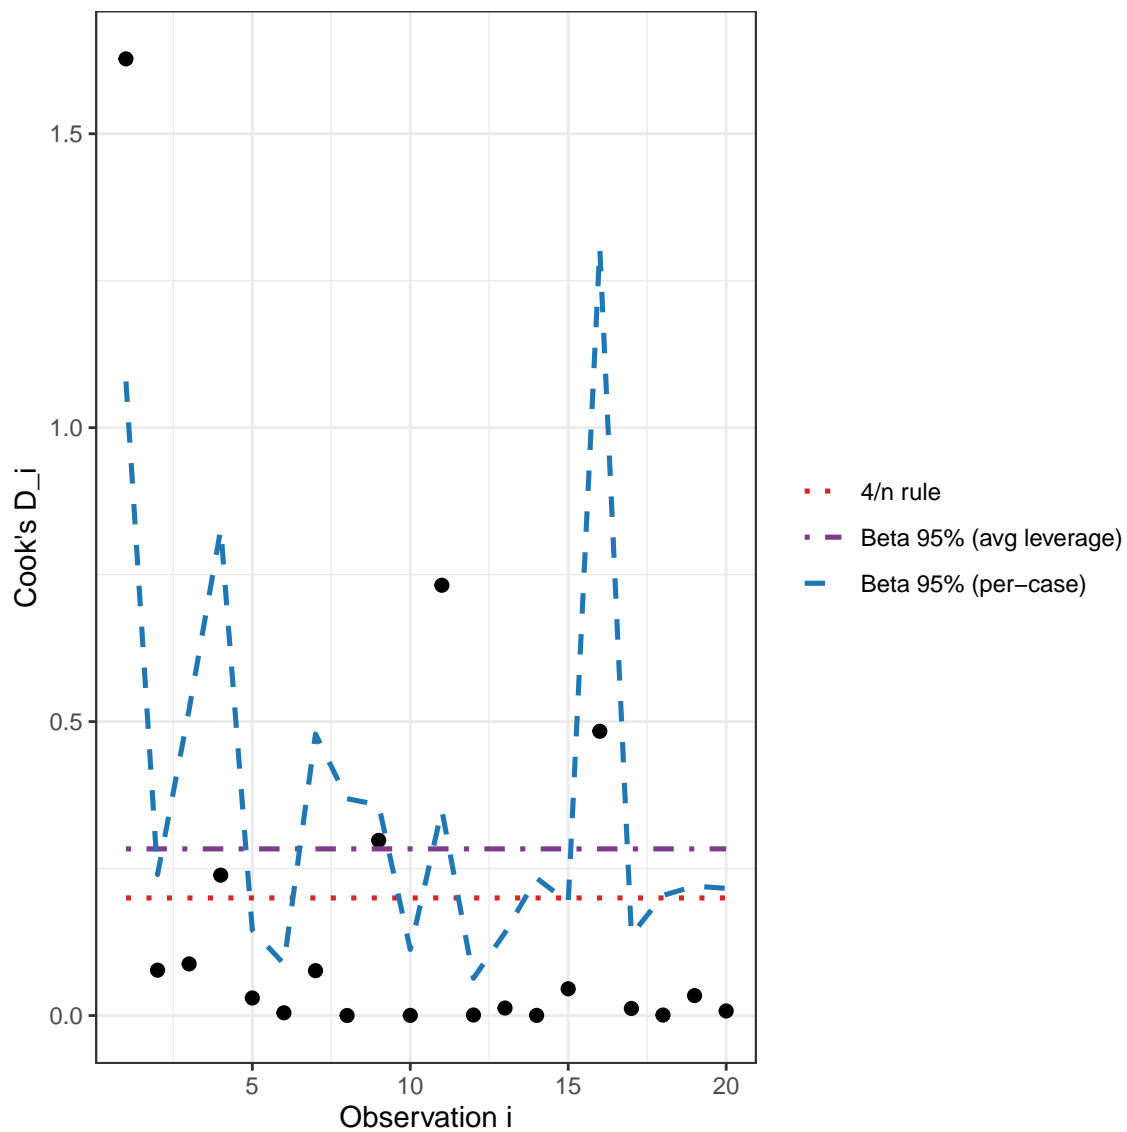 Cook's D_i
1.5
1.0
0.5
0.0
5
10
15
20
Observation i
4/n rule
Beta 95% (avg leverage)
Beta 95% (per−case)